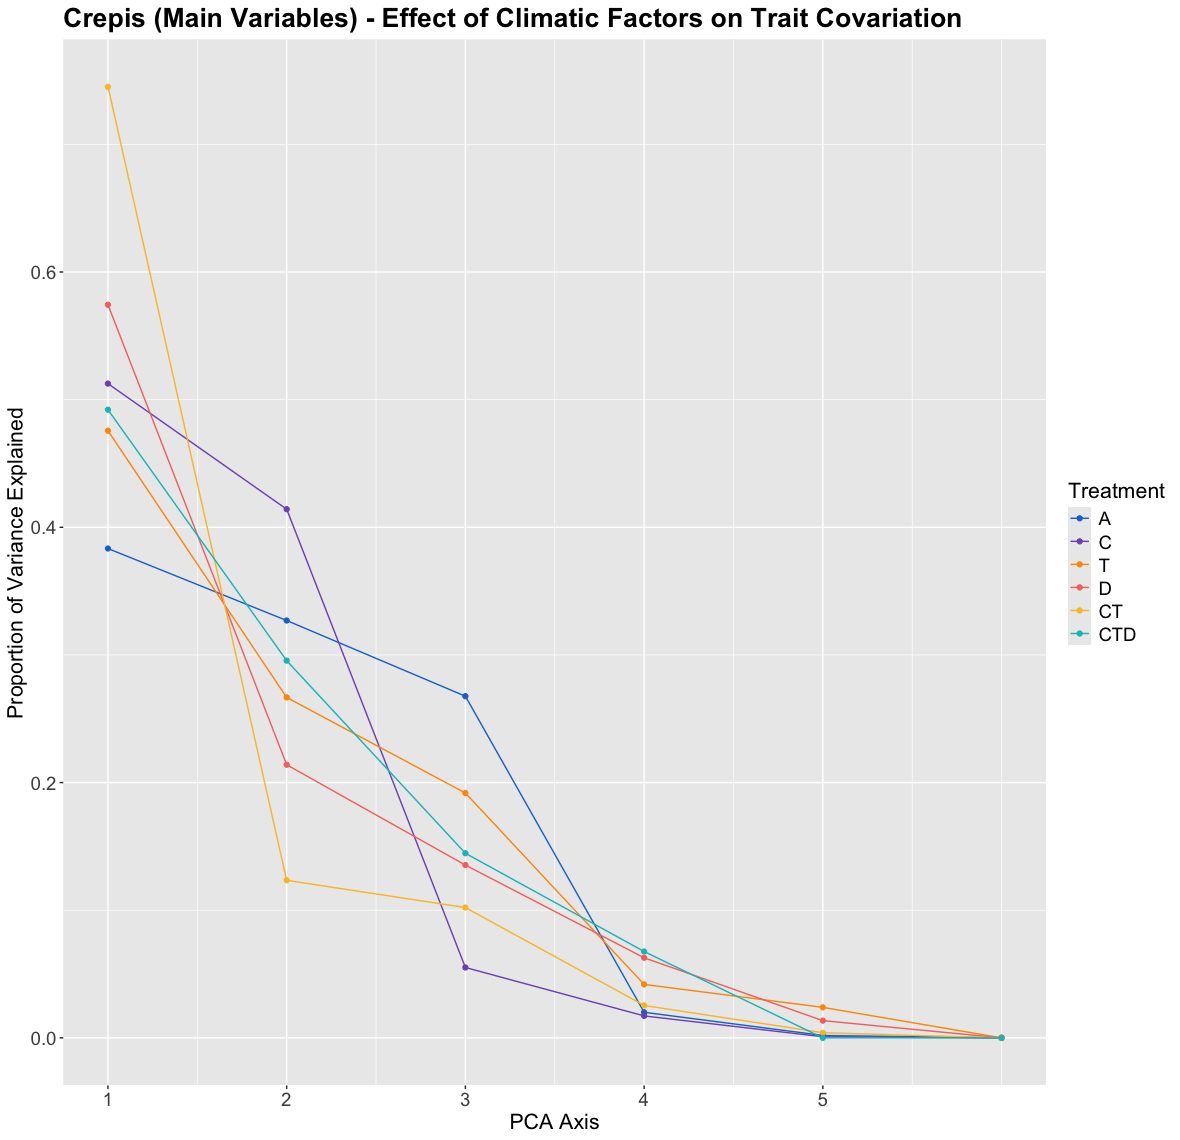 Crepis (Main Variables) - Effect of Climatic Factors on Trait Covariation
Proportion of Variance Explained
0.6
0.4
0.2
0.0
1 2 3 4 5
PCA Axis
Treatment
A
C
T
D
CT
CTD